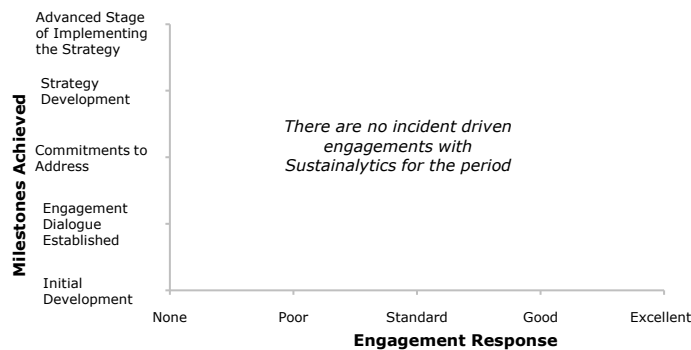 Advanced Stage
of Implementing
the Strategy
Strategy
Development
Commitments to
Address
Engagement
Dialogue
Established
Initial
Development
Milestones Achieved
There are no incident driven
engagements with
Sustainalytics for the period
None
Poor
Standard
Good
Excellent
Engagement Response